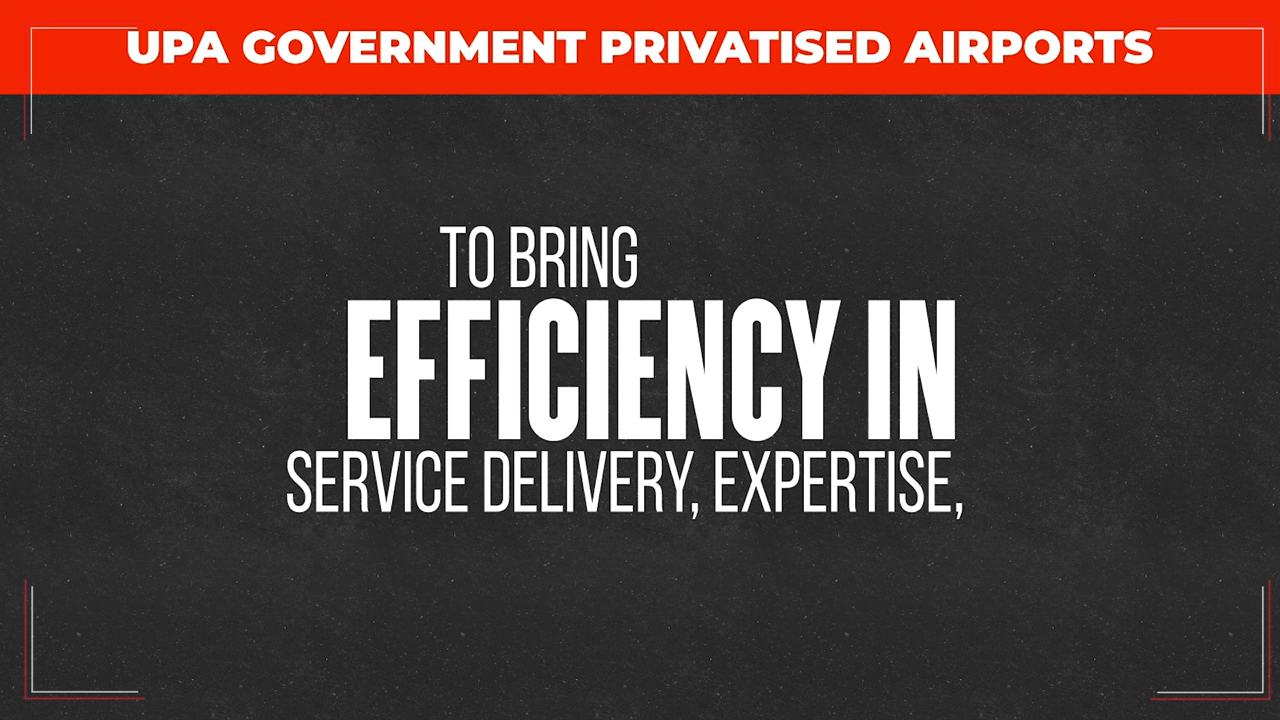 UPA GOVERNMENT PRIVATISED AIRPORTS
TO BRING
EFFICIENCY IN
SERVICE DELIVERY, EXPERTISE,